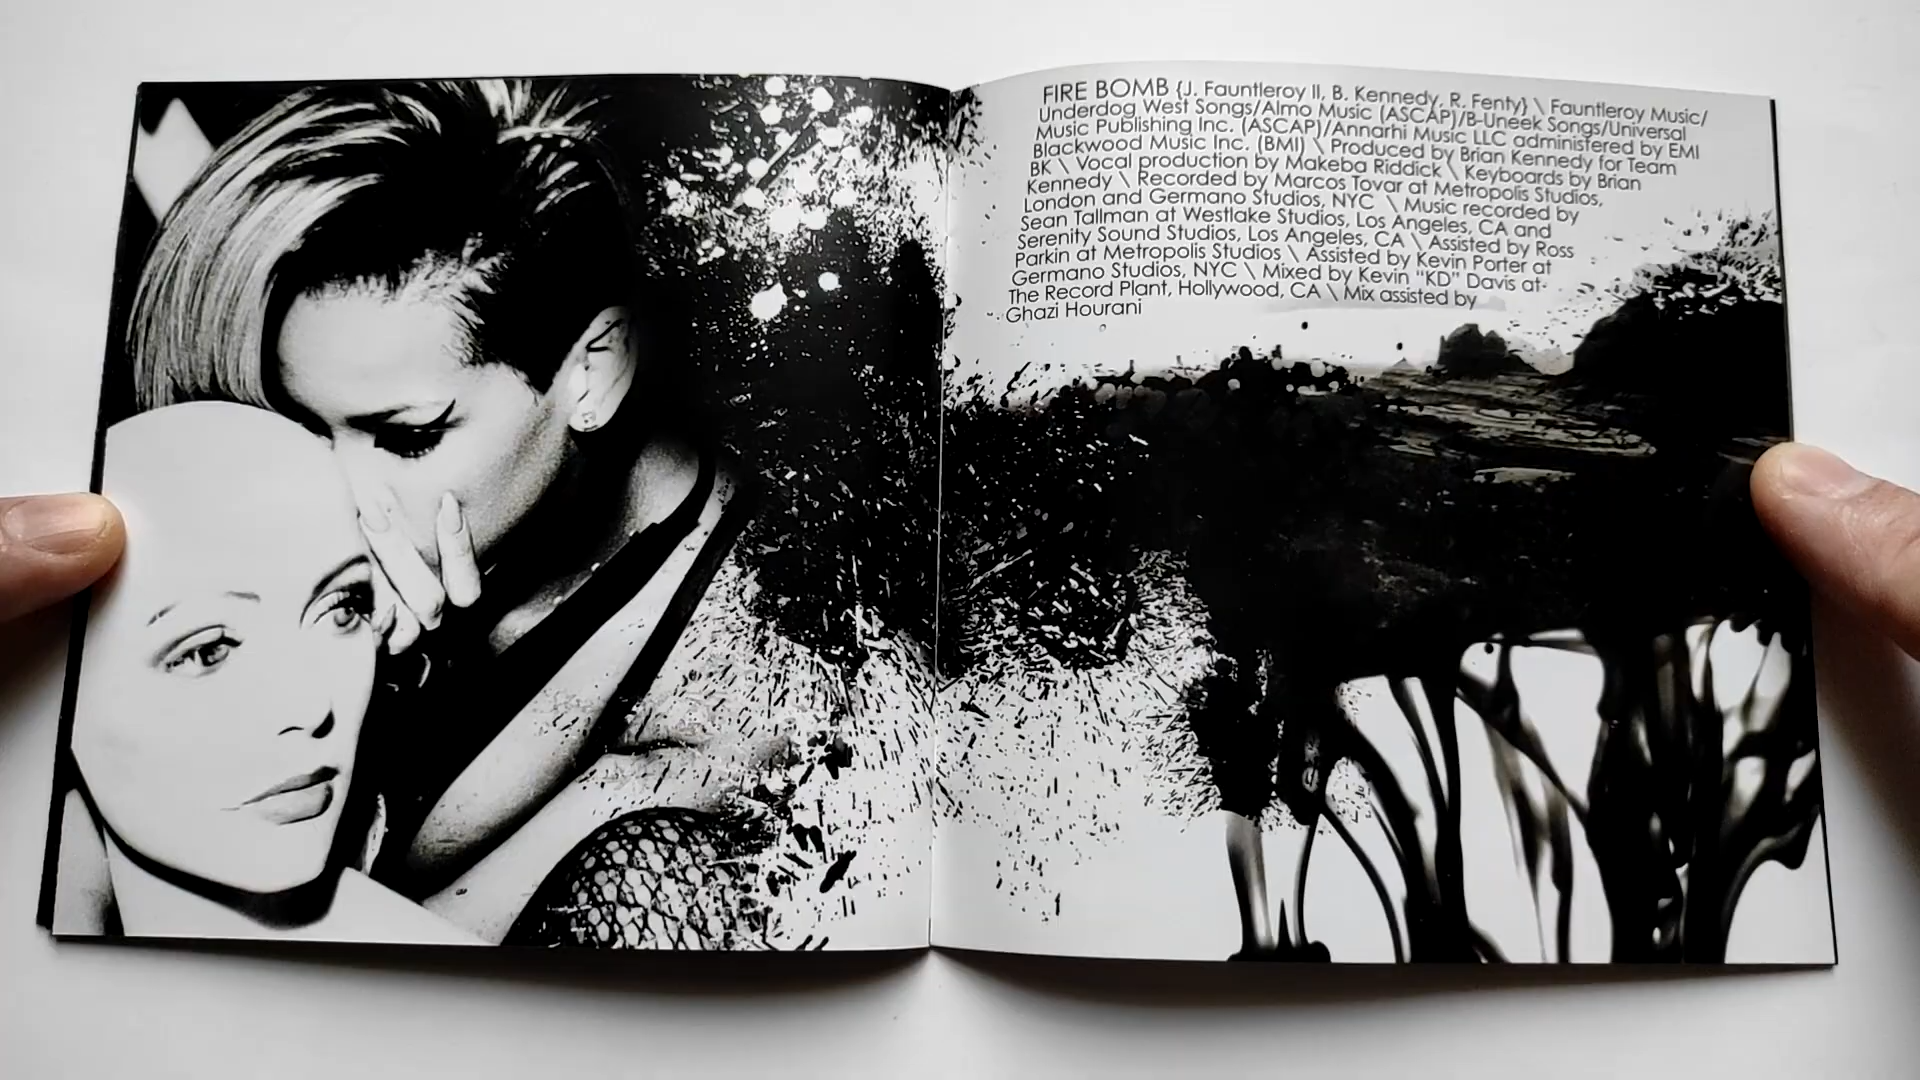 FIRE BOMB {J. Fauntleroy II, B. Kennedy, R. Fenty} \ Fauntleroy Music/
Underdog West Songs/Almo Music (ASCAP)/B-Uneek Songs/Universal
Music Publishing Inc. (ASCAP)/Annarhi Music LLC administered by EMI
Blackwood Music Inc. (BMI) \ Produced by Brian Kennedy for Team
BK \ Vocal production by Makeba Riddick \ Keyboards by Brian
Kennedy \ Recorded by Marcos Tovar at Metropolis Studios,
London and Germano Studios, NYC \ Music recorded by
Sean Tallman at Westlake Studios, Los Angeles, CA and
Serenity Sound Studios, Los Angeles, CA \ Assisted by Ross
Parkin at Metropolis Studios \ Assisted by Kevin Porter at
Germano Studios, NYC \ Mixed by Kevin “KD” Davis at
The Record Plant, Hollywood, CA \ Mix assisted by
Ghazi Hourani